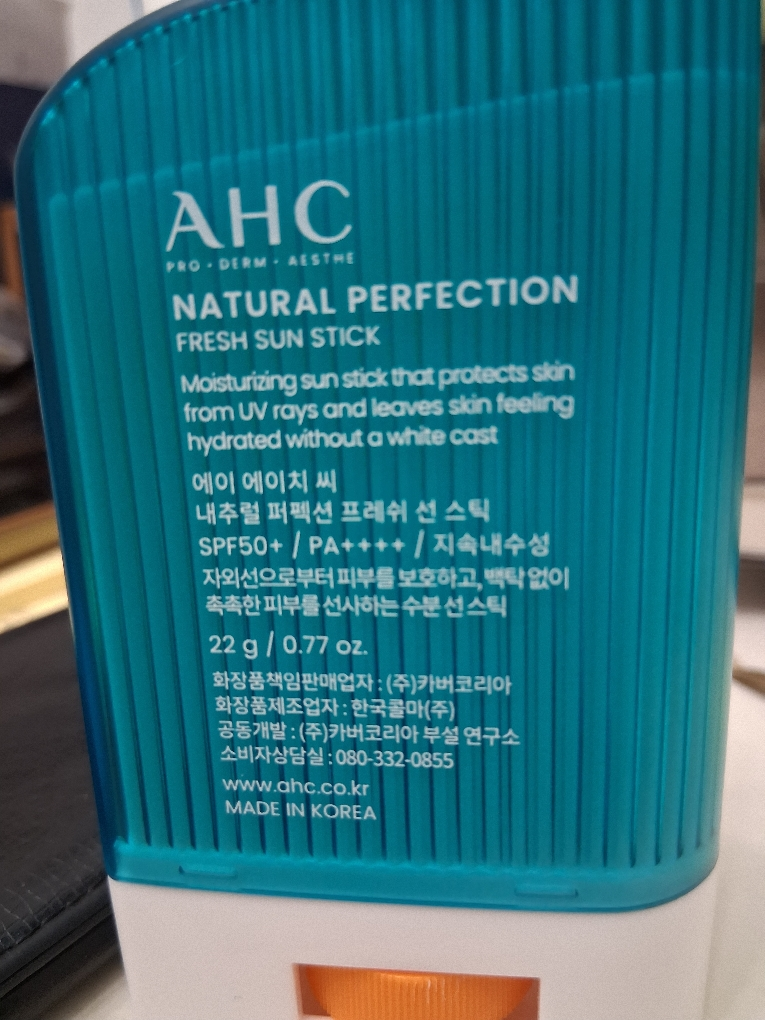 AHC
PRO · DERM · AESTHE
NATURAL PERFECTION
FRESH SUN STICK
Moisturizing sun stick that protects skin
from UV rays and leaves skin feeling
hydrated without a white cast
에이 에이치 씨
내추럴 퍼펙션 프레쉬 선 스틱
SPF50+ / PA++++ / 지속내수성
자외선으로부터 피부를 보호하고, 백탁 없이
촉촉한 피부를 선사하는 수분 선 스틱
22 g / 0.77 oz.
화장품책임판매업자 : (주)카버코리아
화장품제조업자 : 한국콜마(주)
공동개발 : (주)카버코리아 부설 연구소
소비자상담실 : 080-332-0855
www.ahc.co.kr
MADE IN KOREA